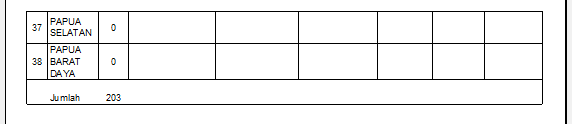 37 PAPUA SELATAN 0
38 PAPUA BARAT DAYA 0
Jumlah 203